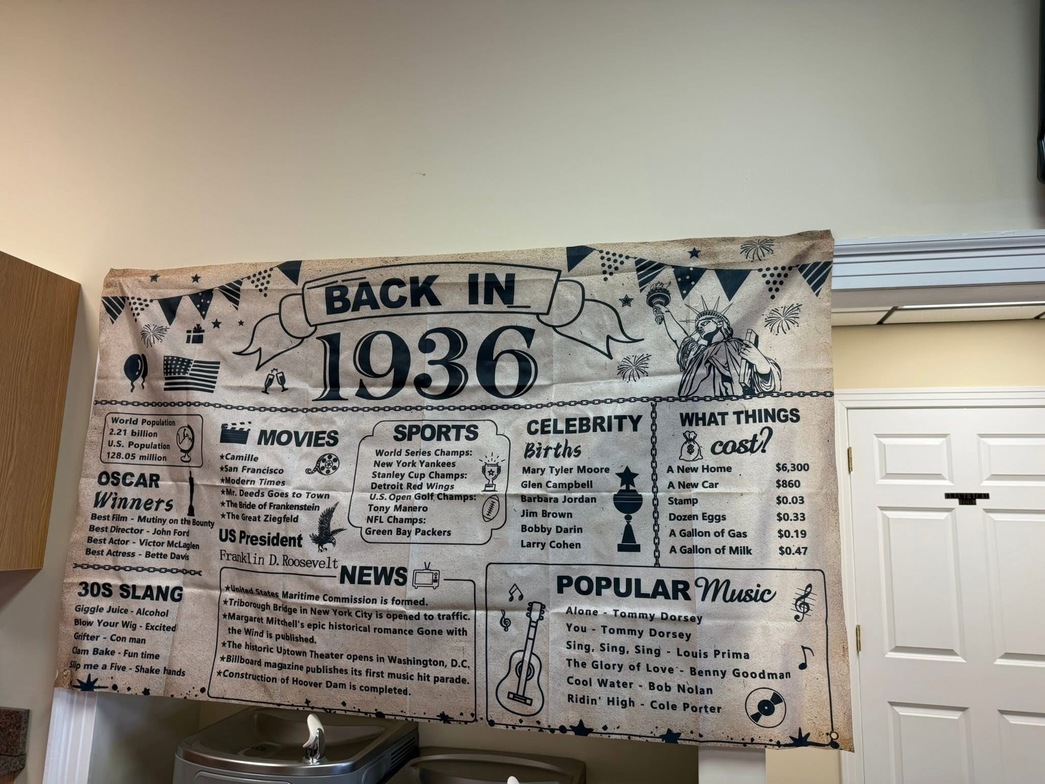 BACK IN
1936
World Population
2.21 billion
U.S. Population
128.05 million
OSCAR
Winners
Best Film - Mutiny on the Bounty
Best Director - John Ford
Best Actor - Victor McLaglen
Best Actress - Bette Davis
30S SLANG
Giggle Juice - Alcohol
Blow Your Wig - Excited
Grifter - Con man
Clam Bake - Fun time
Slip me a Five - Shake hands
MOVIES
★Camille
★San Francisco
★Modern Times
★Mr. Deeds Goes to Town
★The Bride of Frankenstein
★The Great Ziegfeld
US President
Franklin D. Roosevelt
SPORTS
World Series Champs:
New York Yankees
Stanley Cup Champs:
Detroit Red Wings
U.S. Open Golf Champs:
Tony Manero
NFL Champs:
Green Bay Packers
CELEBRITY
Births
Mary Tyler Moore
Glen Campbell
Barbara Jordan
Jim Brown
Bobby Darin
Larry Cohen
WHAT THINGS
cost?
A New Home $6,300
A New Car $860
Stamp $0.03
Dozen Eggs $0.33
A Gallon of Gas $0.19
A Gallon of Milk $0.47
NEWS
★United States Maritime Commission is formed.
★Triborough Bridge in New York City is opened to traffic.
★Margaret Mitchell's epic historical romance Gone with
the Wind is published.
★The historic Uptown Theater opens in Washington, D.C.
★Billboard magazine publishes its first music hit parade.
★Construction of Hoover Dam is completed.
POPULAR Music
Alone - Tommy Dorsey
You - Tommy Dorsey
Sing, Sing, Sing - Louis Prima
The Glory of Love - Benny Goodman
Cool Water - Bob Nolan
Ridin' High - Cole Porter